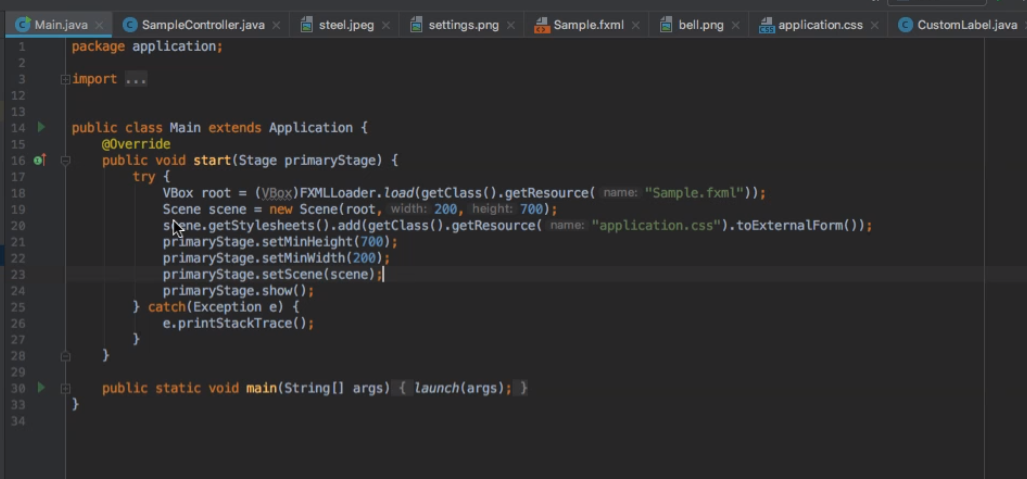 Main.java SampleController.java steel.jpeg settings.png Sample.fxml bell.png application.css CustomLabel.java
1 package application;
2
3 import ...
12
13
14 public class Main extends Application {
15 @Override
16 public void start(Stage primaryStage) {
17 try {
18 VBox root = (VBox)FXMLLoader.load(getClass().getResource( name: "Sample.fxml"));
19 Scene scene = new Scene(root, width: 200, height: 700);
20 scene.getStylesheets().add(getClass().getResource( name: "application.css").toExternalForm());
21 primaryStage.setMinHeight(700);
22 primaryStage.setMinWidth(200);
23 primaryStage.setScene(scene);
24 primaryStage.show();
25 } catch(Exception e) {
26 e.printStackTrace();
27 }
28 }
29
30 public static void main(String[] args) { launch(args); }
33 }
34